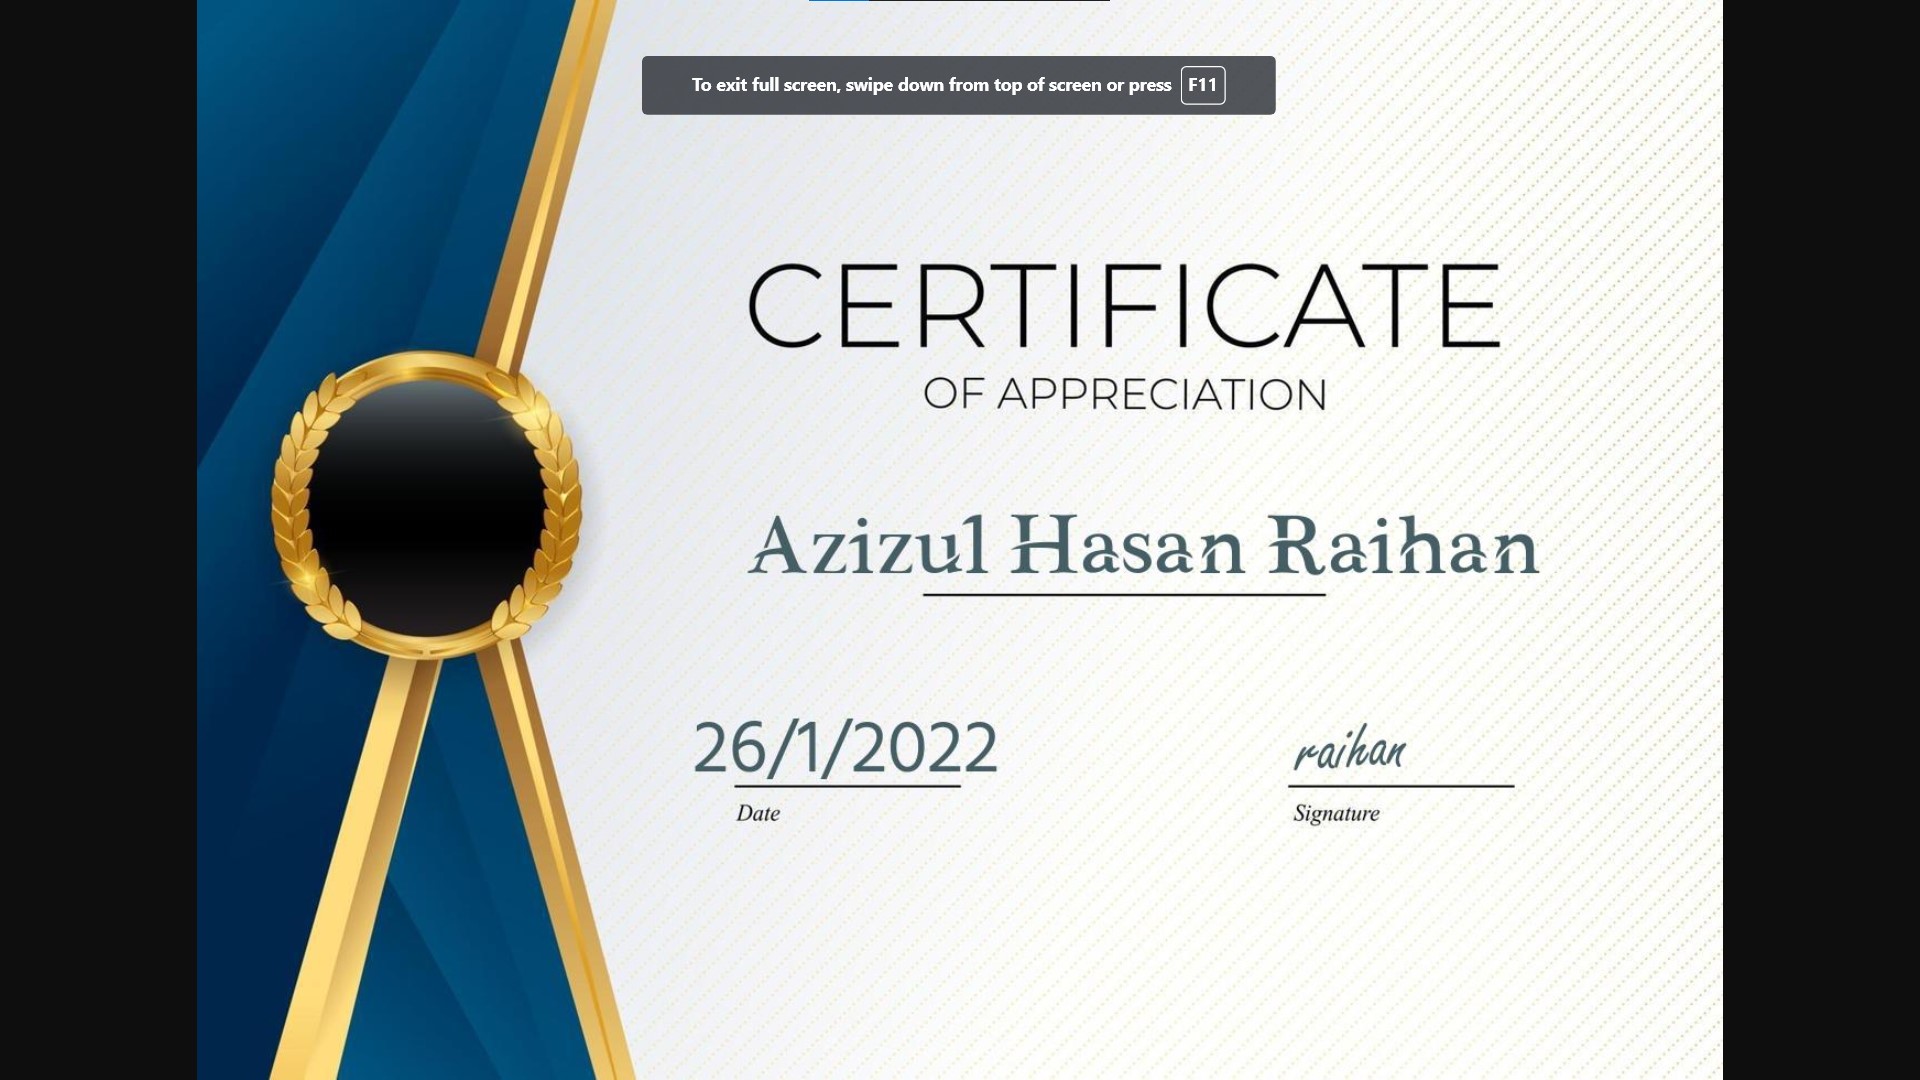 To exit full screen, swipe down from top of screen or press F11
CERTIFICATE
OF APPRECIATION
Azizul Hasan Raihan
26/1/2022
Date
raihan
Signature